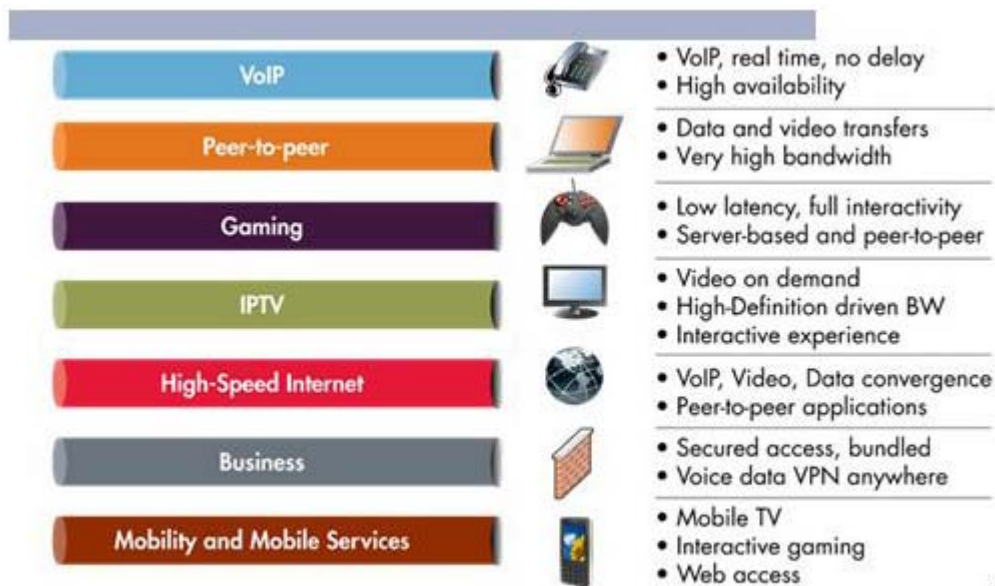 VoIP
• VoIP, real time, no delay
• High availability
Peer-to-peer
• Data and video transfers
• Very high bandwidth
Gaming
• Low latency, full interactivity
• Server-based and peer-to-peer
IPTV
• Video on demand
• High-Definition driven BW
• Interactive experience
High-Speed Internet
• VoIP, Video, Data convergence
• Peer-to-peer applications
Business
• Secured access, bundled
• Voice data VPN anywhere
Mobility and Mobile Services
• Mobile TV
• Interactive gaming
• Web access